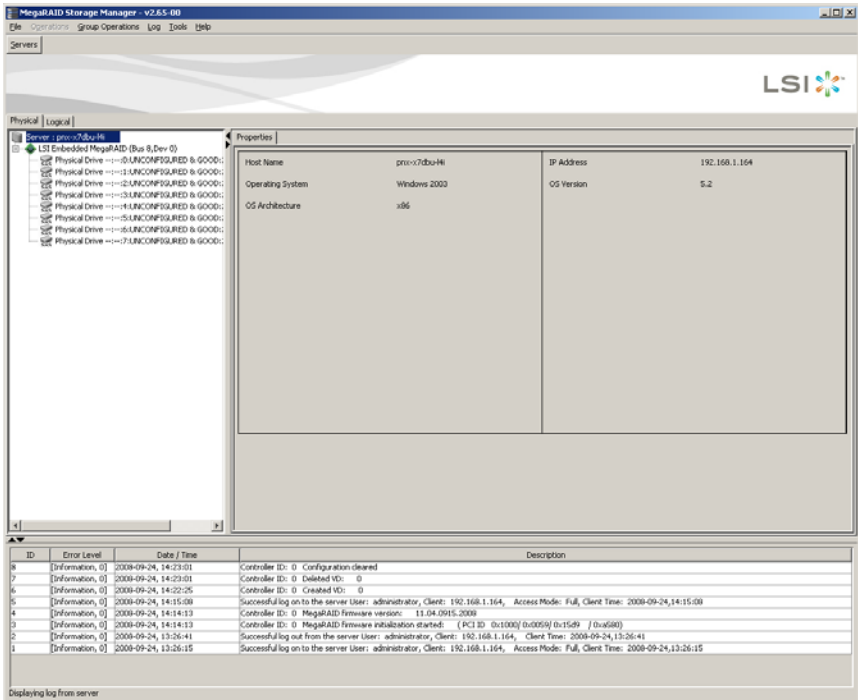 MegaRAID Storage Manager - v2.65-00
File Operations Group Operations Log Tools Help
Servers
LSI
Physical Logical
Server : pnx-x7dbu-Hi
LSI Embedded MegaRAID (Bus 8,Dev 0)
Physical Drive --:--:0:UNCONFIGURED & GOOD:
Physical Drive --:--:1:UNCONFIGURED & GOOD:
Physical Drive --:--:2:UNCONFIGURED & GOOD:
Physical Drive --:--:3:UNCONFIGURED & GOOD:
Physical Drive --:--:4:UNCONFIGURED & GOOD:
Physical Drive --:--:5:UNCONFIGURED & GOOD:
Physical Drive --:--:6:UNCONFIGURED & GOOD:
Physical Drive --:--:7:UNCONFIGURED & GOOD:
Properties
Host Name pnx-x7dbu-Hi IP Address 192.168.1.164
Operating System Windows 2003 OS Version 5.2
OS Architecture x86
ID Error Level Date / Time Description
8 [Information, 0] 2008-09-24, 14:23:01 Controller ID: 0 Configuration cleared
7 [Information, 0] 2008-09-24, 14:23:01 Controller ID: 0 Deleted VD: 0
6 [Information, 0] 2008-09-24, 14:22:25 Controller ID: 0 Created VD: 0
5 [Information, 0] 2008-09-24, 14:15:08 Successful log on to the server User: administrator, Client: 192.168.1.164, Access Mode: Full, Client Time: 2008-09-24,14:15:08
4 [Information, 0] 2008-09-24, 14:14:13 Controller ID: 0 MegaRAID firmware version: 11.04.0915.2008
3 [Information, 0] 2008-09-24, 14:14:13 Controller ID: 0 MegaRAID firmware initialization started: ( PCI ID 0x1000/ 0x0059/ 0x15d9 / 0xa580)
2 [Information, 0] 2008-09-24, 13:26:41 Successful log out from the server User: administrator, Client: 192.168.1.164, Client Time: 2008-09-24,13:26:41
1 [Information, 0] 2008-09-24, 13:26:15 Successful log on to the server User: administrator, Client: 192.168.1.164, Access Mode: Full, Client Time: 2008-09-24,13:26:15
Displaying log from server